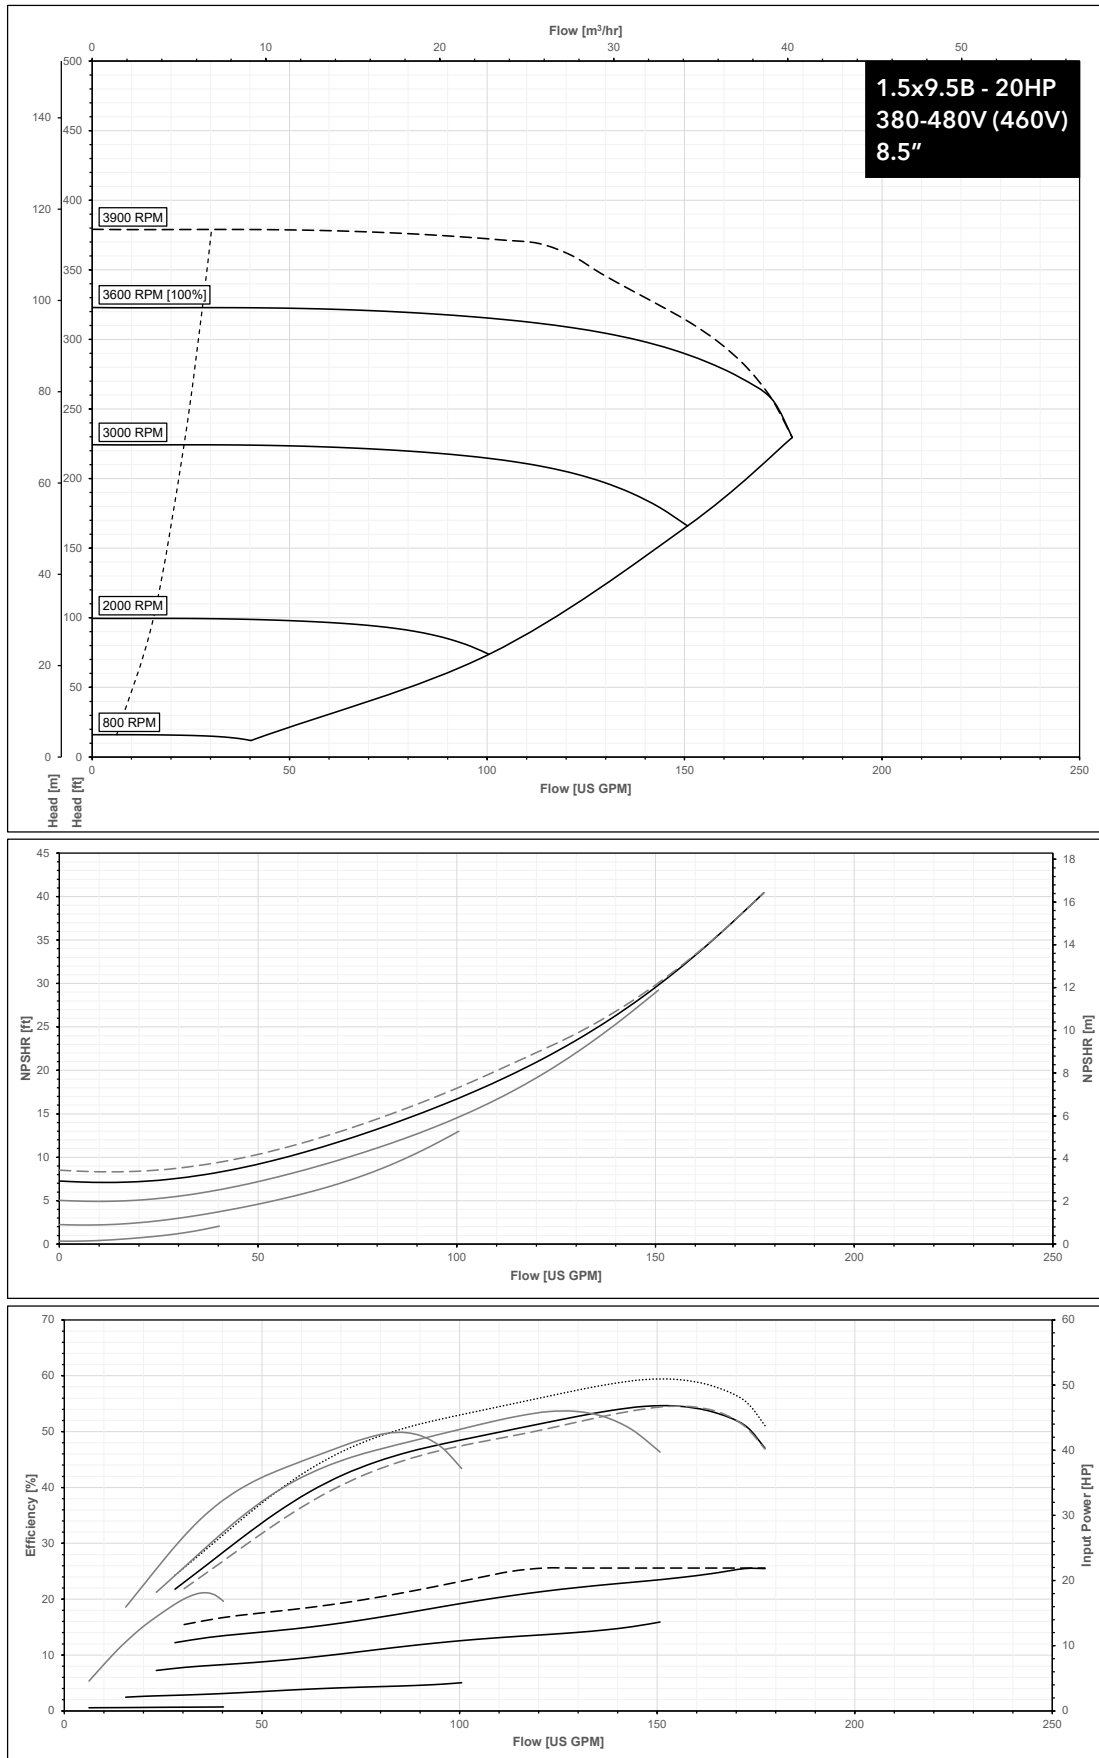 Flow [m³/hr]
0 10 20 30 40 50
1.5x9.5B - 20HP
380-480V (460V)
8.5”
500
450
400
350
300
250
200
150
100
50
0
140
120
100
80
60
40
20
0
3900 RPM
3600 RPM [100%]
3000 RPM
2000 RPM
800 RPM
0 50 100 150 200 250
Flow [US GPM]
Head [m]
Head [ft]
45
40
35
30
25
20
15
10
5
0
NPSHR [ft]
18
16
14
12
10
8
6
4
2
0
NPSHR [m]
0 50 100 150 200 250
Flow [US GPM]
70
60
50
40
30
20
10
0
Efficiency [%]
60
50
40
30
20
10
0
Input Power [HP]
0 50 100 150 200 250
Flow [US GPM]